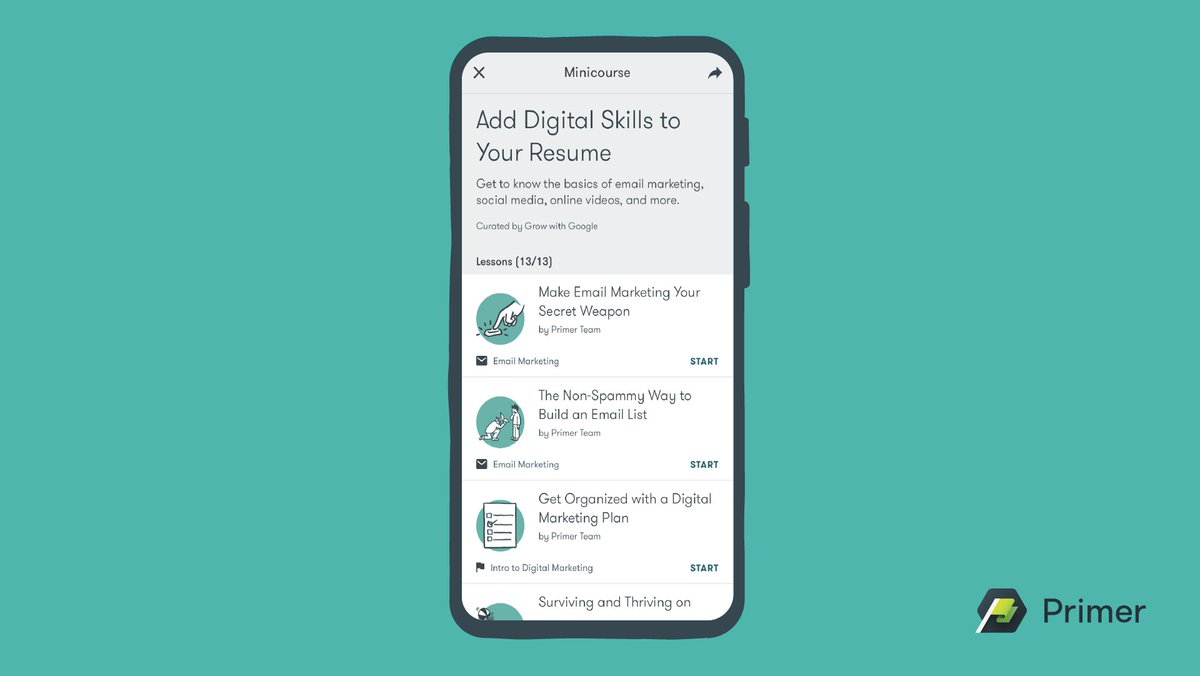 Minicourse
Add Digital Skills to
Your Resume
Get to know the basics of email marketing,
social media, online videos, and more.
Curated by Grow with Google
Lessons (13/13)
Make Email Marketing Your
Secret Weapon
by Primer Team
Email Marketing
START
The Non-Spammy Way to
Build an Email List
by Primer Team
Email Marketing
START
Get Organized with a Digital
Marketing Plan
by Primer Team
Intro to Digital Marketing
START
Surviving and Thriving on
Primer